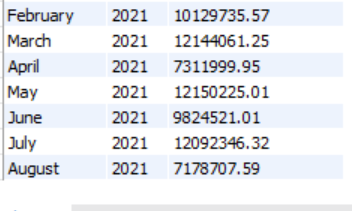 February 2021 10129735.57
March 2021 12144061.25
April 2021 7311999.95
May 2021 12150225.01
June 2021 9824521.01
July 2021 12092346.32
August 2021 7178707.59